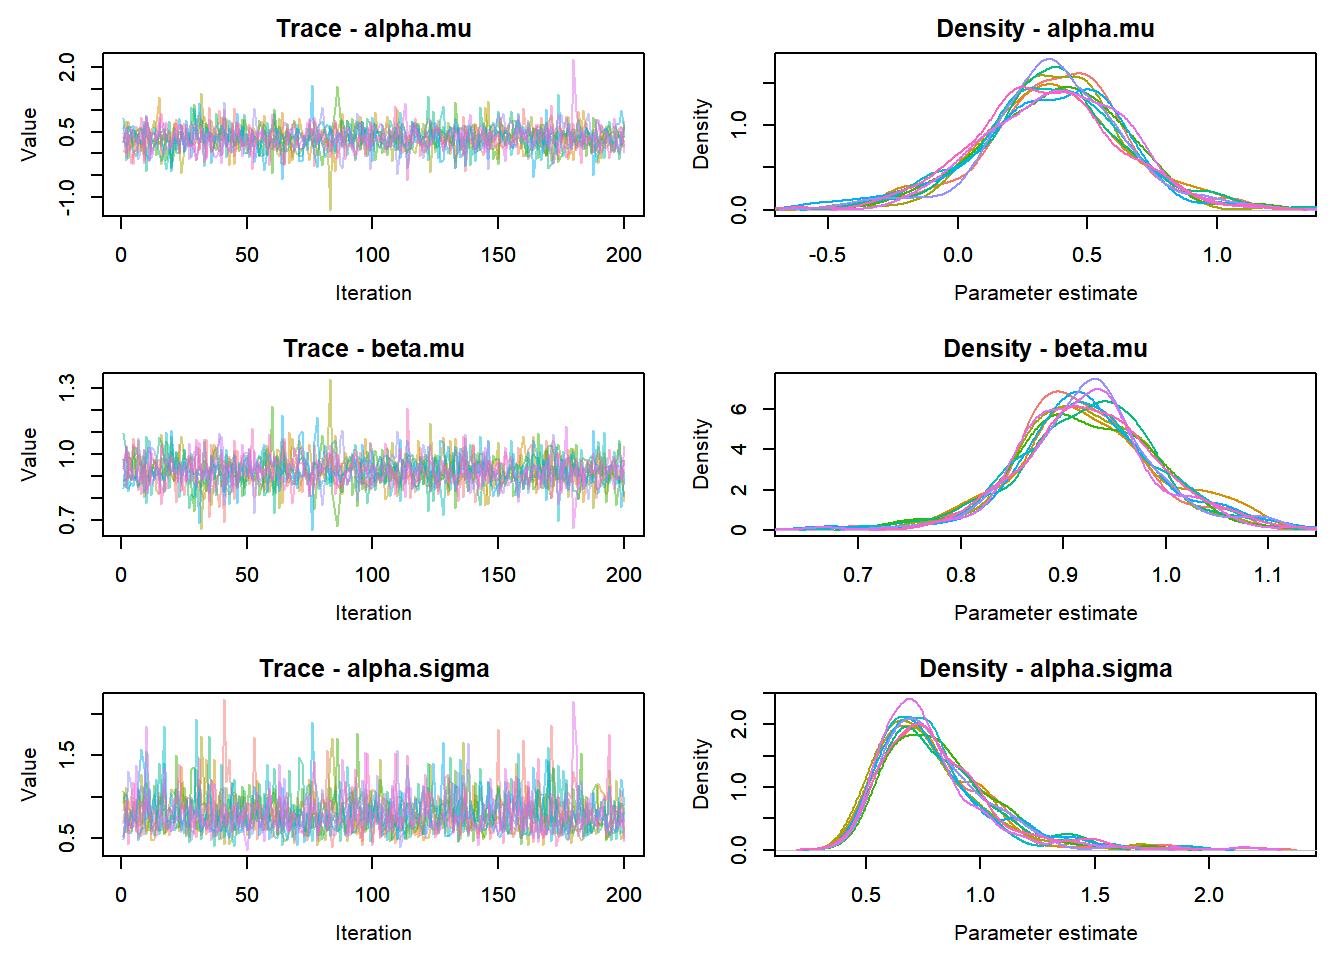 Trace - alpha.mu
Value
2.0
0.5
-1.0
0 50 100 150 200
Iteration
Density - alpha.mu
Density
1.0
0.0
-0.5 0.0 0.5 1.0
Parameter estimate
Trace - beta.mu
Value
1.3
1.0
0.7
0 50 100 150 200
Iteration
Density - beta.mu
Density
6
4
2
0
0.7 0.8 0.9 1.0 1.1
Parameter estimate
Trace - alpha.sigma
Value
1.5
0.5
0 50 100 150 200
Iteration
Density - alpha.sigma
Density
2.0
1.0
0.0
0.5 1.0 1.5 2.0
Parameter estimate